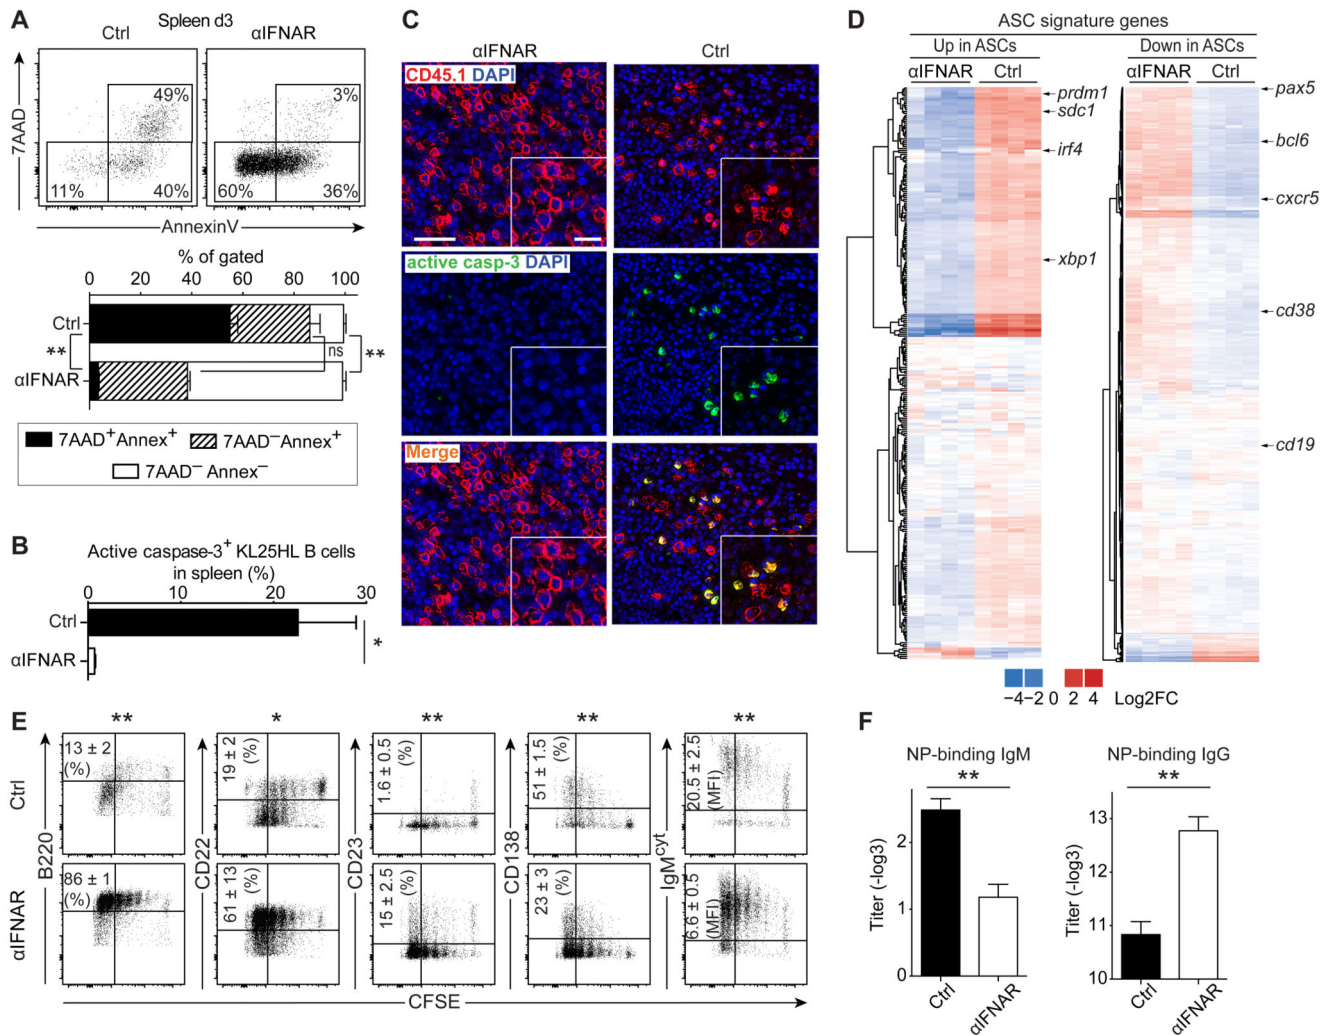 A
Spleen d3
Ctrl
αIFNAR
7AAD
49%
11%
40%
3%
60%
36%
AnnexinV
% of gated
0 20 40 60 80 100
Ctrl
αIFNAR
**
ns
**
7AAD⁺Annex⁺
7AAD⁻Annex⁺
7AAD⁻ Annex⁻
B
Active caspase-3⁺ KL25HL B cells
in spleen (%)
0 10 20 30
Ctrl
αIFNAR
*
C
αIFNAR
Ctrl
CD45.1 DAPI
active casp-3 DAPI
Merge
D
ASC signature genes
Up in ASCs
Down in ASCs
αIFNAR
Ctrl
αIFNAR
Ctrl
prdm1
sdc1
irf4
xbp1
pax5
bcl6
cxcr5
cd38
cd19
−4−2 0 2 4 Log2FC
E
** * ** ** **
Ctrl
αIFNAR
B220
CD22
CD23
CD138
IgMcyt
13 ± 2
(%)
19 ± 2
(%)
1.6 ± 0.5
(%)
51 ± 1.5
(%)
20.5 ± 2.5
(MFI)
86 ± 1
(%)
61 ± 13
(%)
15 ± 2.5
(%)
23 ± 3
(%)
6.6 ± 0.5
(MFI)
CFSE
F
NP-binding IgM
**
Titer (-log3)
2
1
0
Ctrl
αIFNAR
NP-binding IgG
**
Titer (-log3)
13
12
11
10
Ctrl
αIFNAR